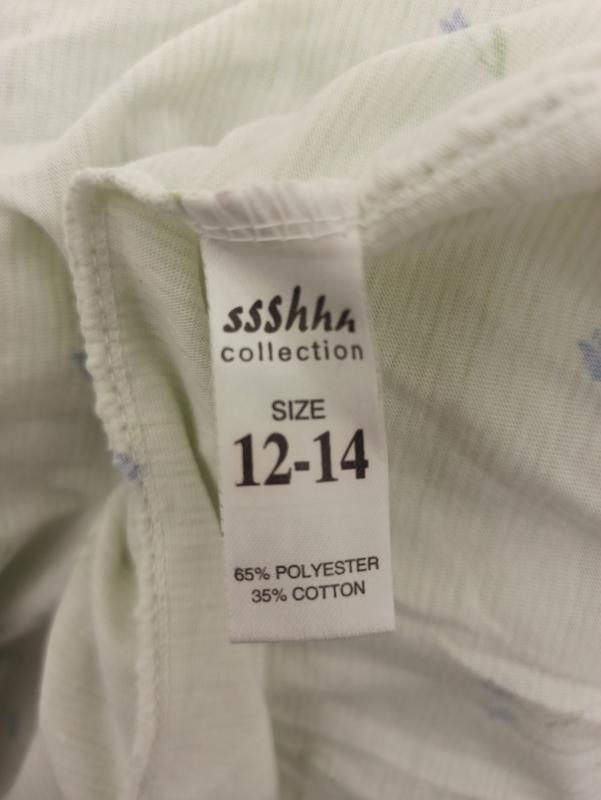 ssshhh
collection
SIZE
12-14
65% POLYESTER
35% COTTON